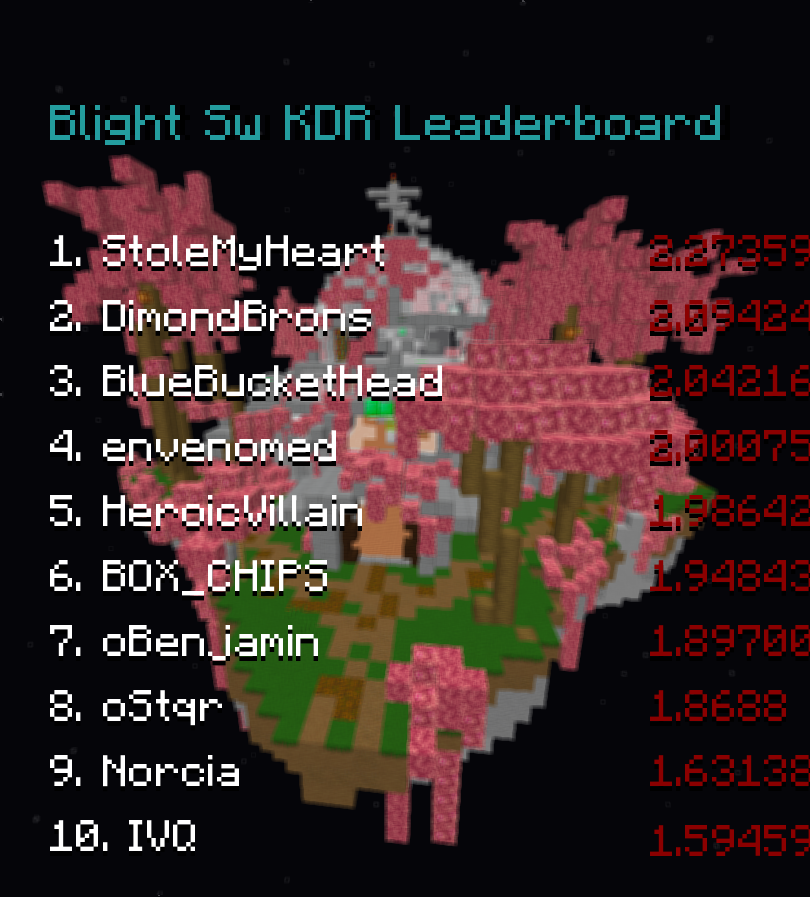 Blight Sw KDR Leaderboard
1. StoleMyHeart 2.27359
2. DimondBrons 2.09424
3. BlueBucketHead 2.04216
4. envenomed 2.00075
5. HeroicVillain 1.98642
6. BOX_CHIPS 1.94843
7. oBenjamin 1.89700
8. oStqr 1.8688
9. Norcia 1.63138
10. IVQ 1.59459